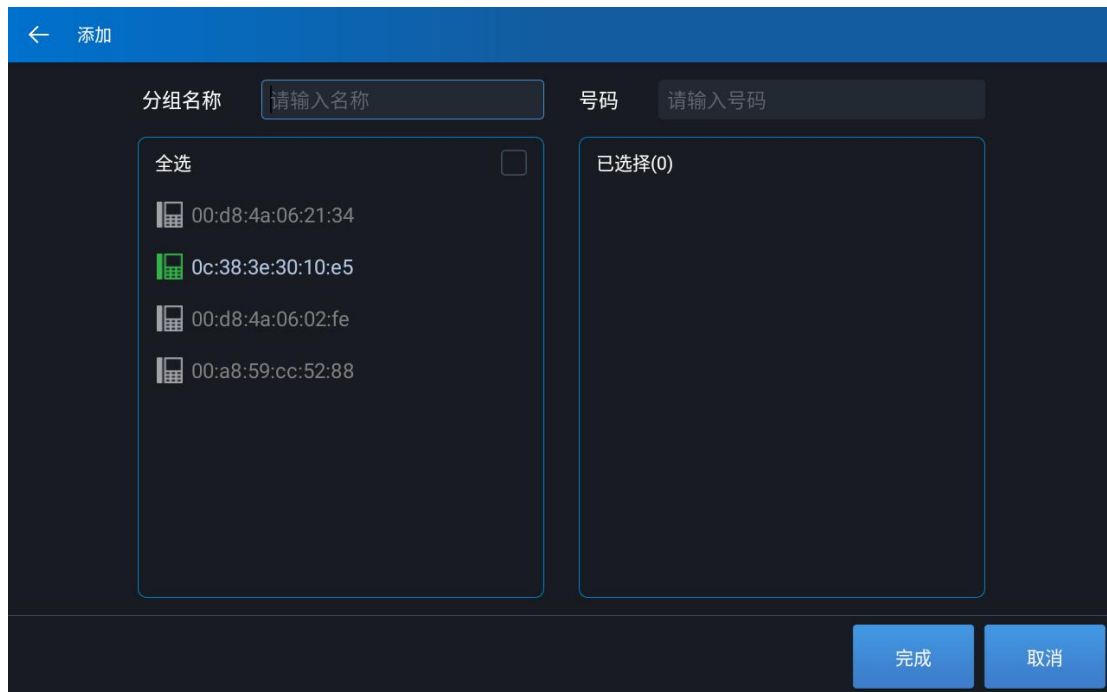 添加
分组名称 请输入名称 号码 请输入号码
全选
00:d8:4a:06:21:34
0c:38:3e:30:10:e5
00:d8:4a:06:02:fe
00:a8:59:cc:52:88
已选择(0)
完成 取消